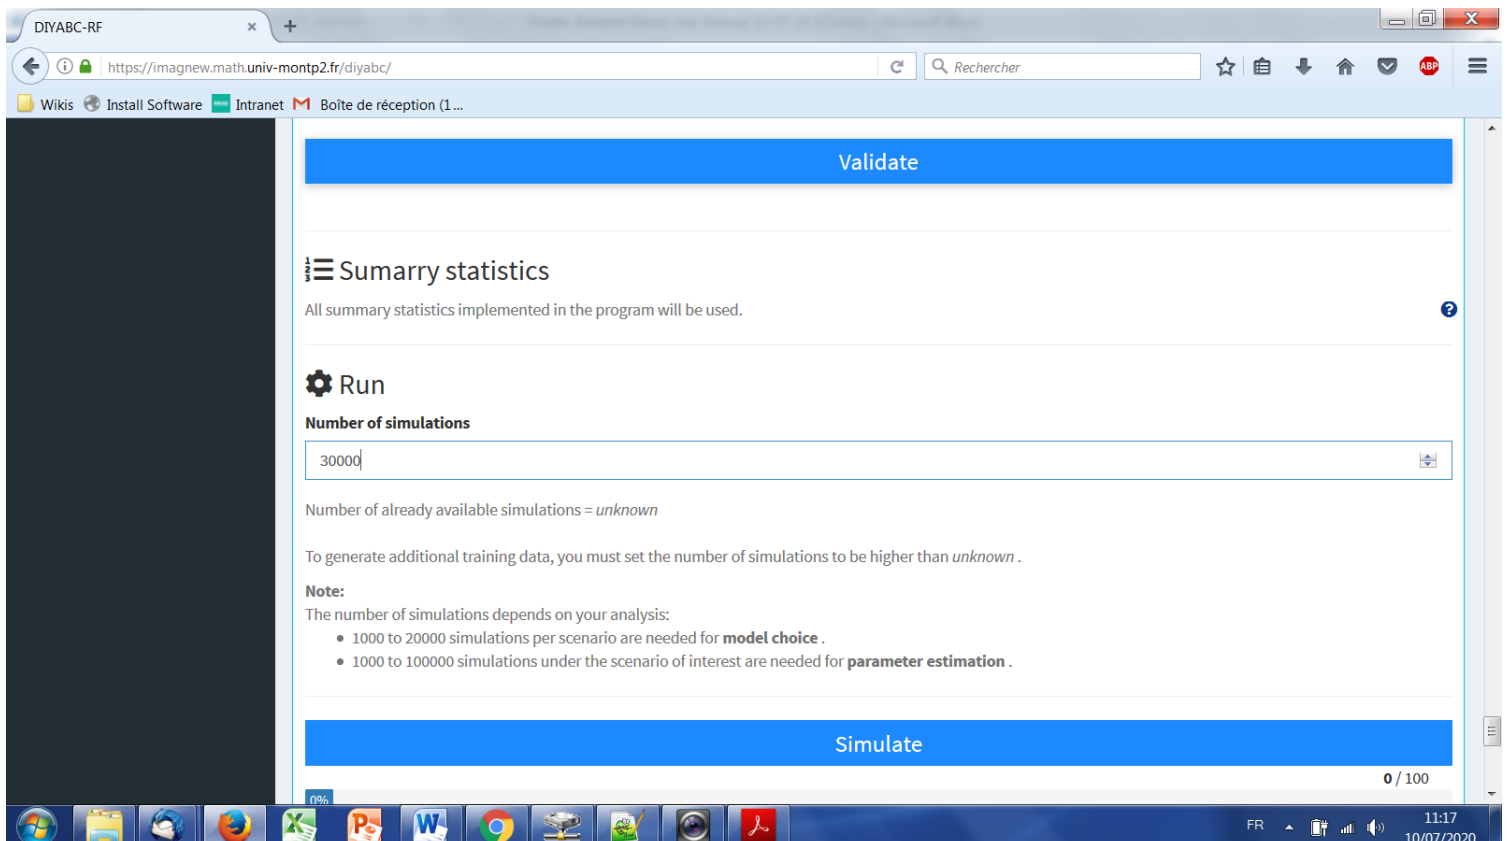 DIYABC-RF
https://imagnew.math.univ-montp2.fr/diyabc/
Rechercher
ABP
Wikis
Install Software
Intranet
Boîte de réception (1 ...
Validate
Sumarry statistics
All summary statistics implemented in the program will be used.
Run
Number of simulations
30000
Number of already available simulations = unknown
To generate additional training data, you must set the number of simulations to be higher than unknown .
Note:
The number of simulations depends on your analysis:
1000 to 20000 simulations per scenario are needed for model choice .
1000 to 100000 simulations under the scenario of interest are needed for parameter estimation .
Simulate
0 / 100
0%
FR
11:17
10/07/2020